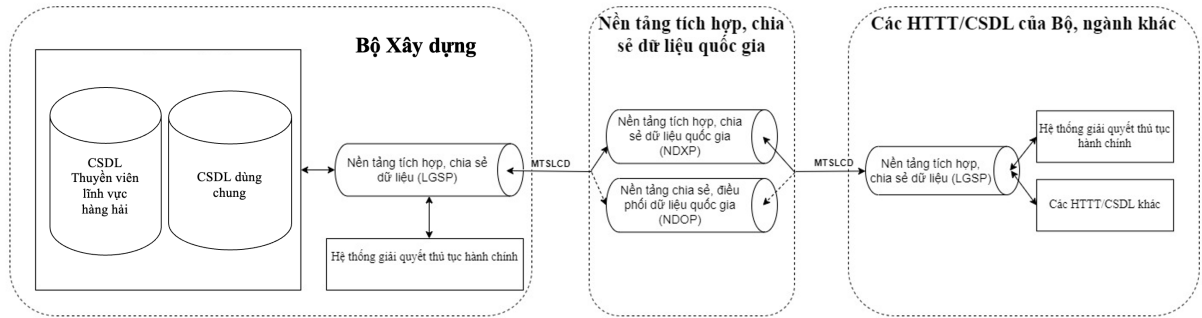 Bộ Xây dựng
CSDL
Thuyền viên
lĩnh vực
hàng hải
CSDL dùng
chung
Nền tảng tích hợp, chia sẻ
dữ liệu (LGSP)
Hệ thống giải quyết thủ tục hành chính
MTSLCD
Nền tảng tích hợp, chia
sẻ dữ liệu quốc gia
Nền tảng tích hợp, chia
sẻ dữ liệu quốc gia
(NDXP)
Nền tảng chia sẻ, điều
phối dữ liệu quốc gia
(NDOP)
MTSLCD
Các HTTT/CSDL của Bộ, ngành khác
Nền tảng tích hợp,
chia sẻ dữ liệu (LGSP)
Hệ thống giải quyết thủ tục
hành chính
Các HTTT/CSDL khác